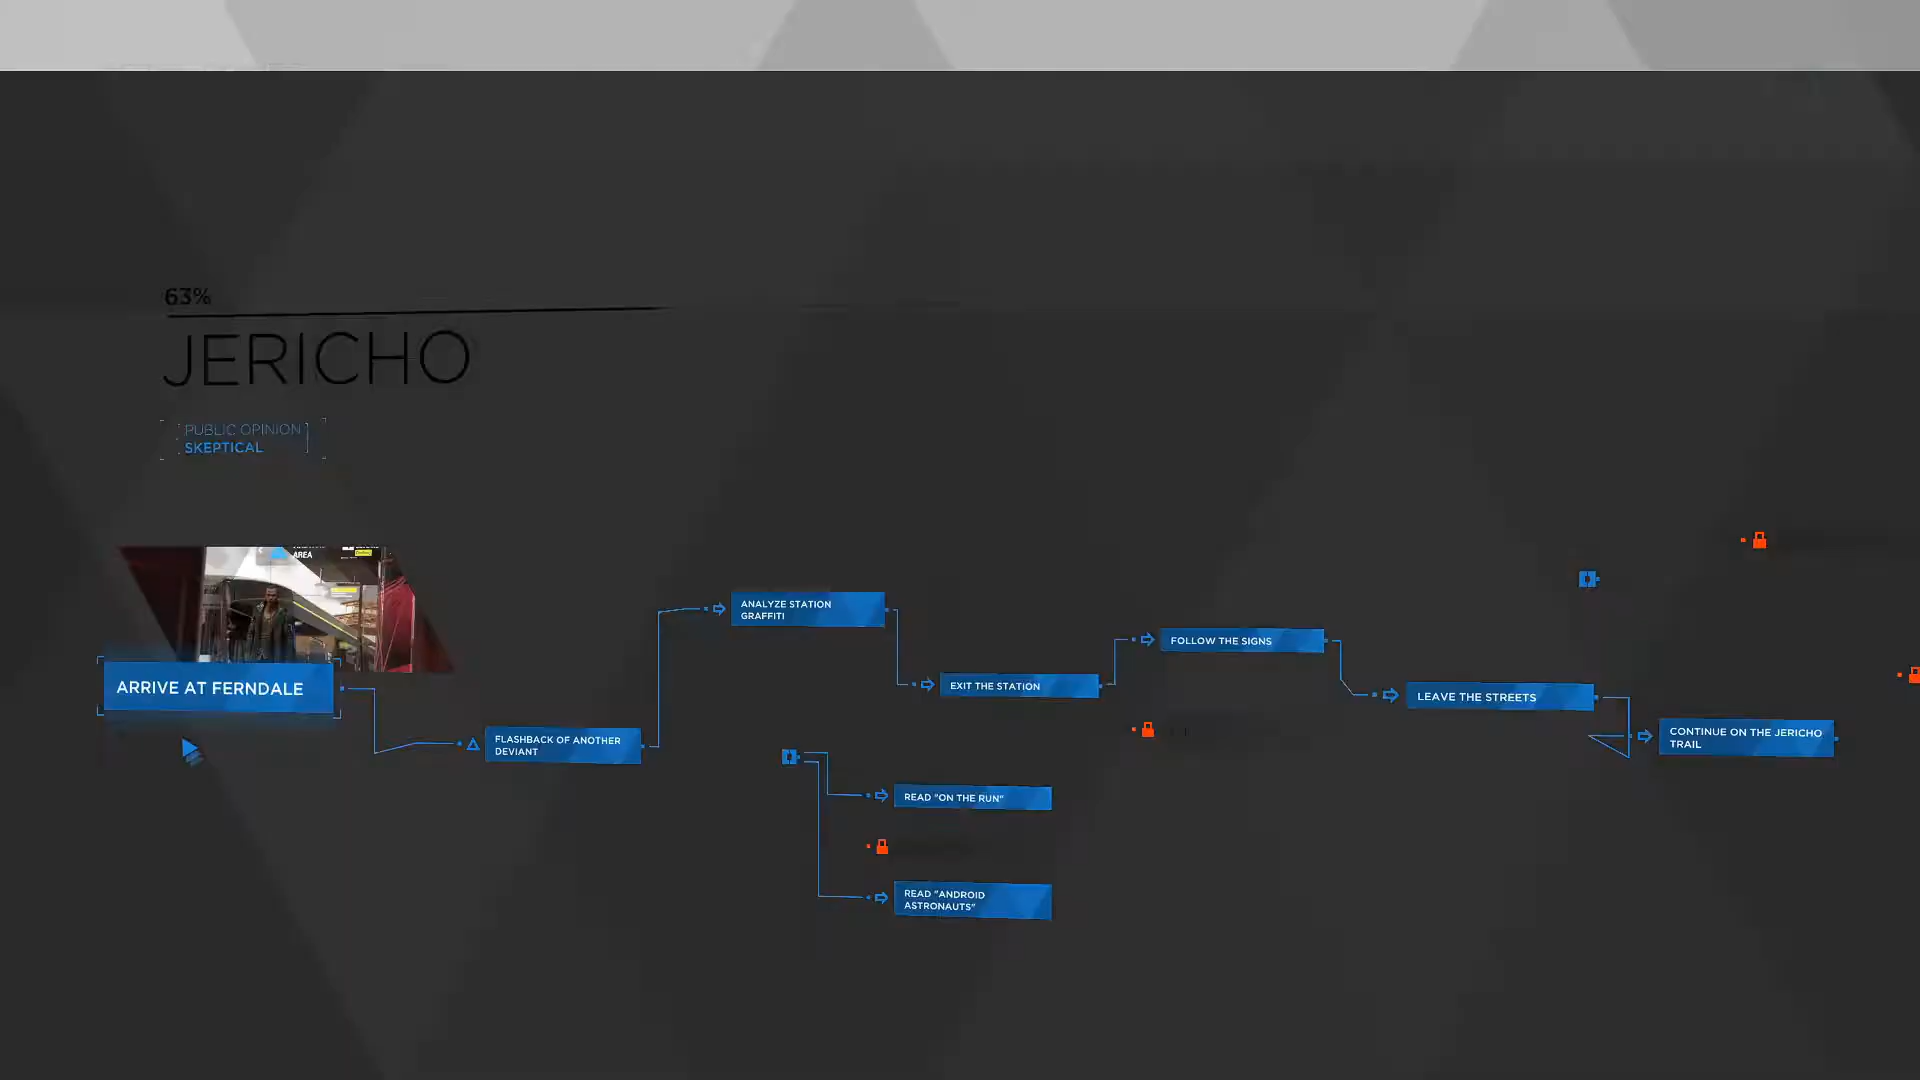 63%
JERICHO
PUBLIC OPINION
SKEPTICAL
AREA
ARRIVE AT FERNDALE
FLASHBACK OF ANOTHER
DEVIANT
ANALYZE STATION
GRAFFITI
EXIT THE STATION
FOLLOW THE SIGNS
LEAVE THE STREETS
CONTINUE ON THE JERICHO
TRAIL
READ "ON THE RUN"
READ "ANDROID
ASTRONAUTS"